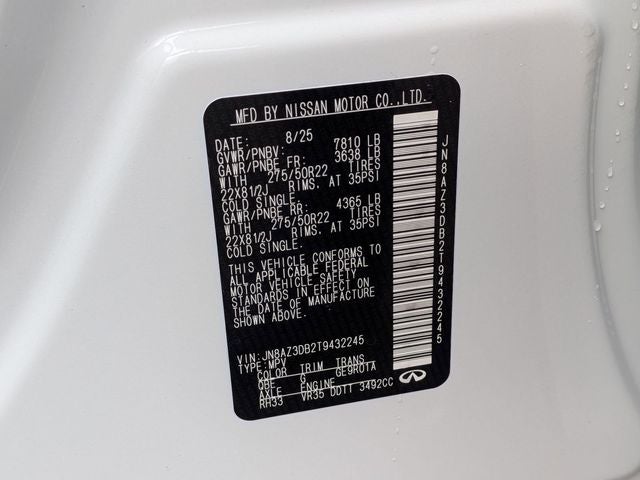 MFD BY NISSAN MOTOR CO.,LTD.
DATE: 8/25
GVWR/PNBV: 7810 LB
GAWR/PNBE FR: 3638 LB
WITH 275/50R22 TIRES
22X8 1/2J RIMS, AT 35PSI
COLD SINGLE.
GAWR/PNBE RR: 4365 LB
WITH 275/50R22 TIRES
22X8 1/2J RIMS, AT 35PSI
COLD SINGLE.
THIS VEHICLE CONFORMS TO
ALL APPLICABLE FEDERAL
MOTOR VEHICLE SAFETY
STANDARDS IN EFFECT ON
THE DATE OF MANUFACTURE
SHOWN ABOVE.
VIN:JN8AZ3DB2T9432245
TYPE:MPV
COLOR TRIM TRANS
QBE G GE9R01A
AXLE ENGINE
RH33 VR35 DDTT 3492CC
JN8AZ3DB2T9432245